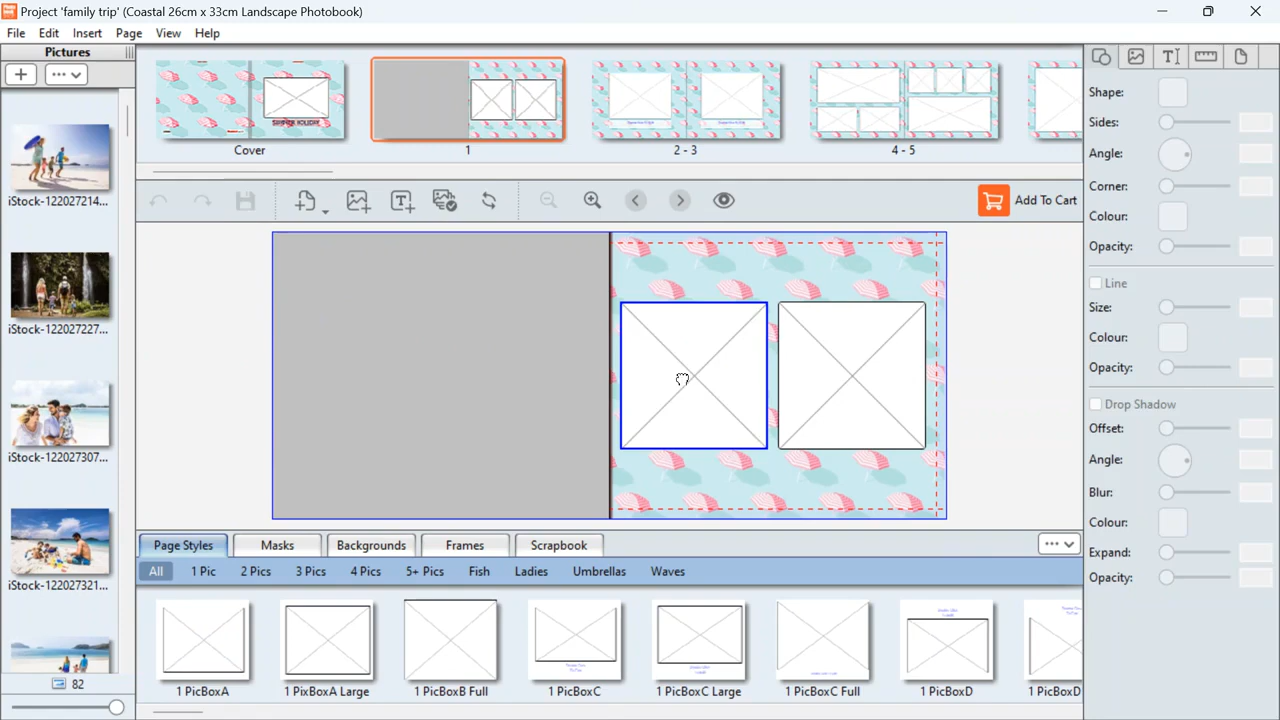 Project 'family trip' (Coastal 26cm x 33cm Landscape Photobook)
File Edit Insert Page View Help
Pictures
iStock-122027214...
iStock-122027227...
iStock-122027307...
iStock-122027321...
82
SUMMER HOLIDAY
Cover
1
2 - 3
4 - 5
Add To Cart
Page Styles Masks Backgrounds Frames Scrapbook
All 1 Pic 2 Pics 3 Pics 4 Pics 5+ Pics Fish Ladies Umbrellas Waves
1 PicBoxA 1 PixBoxA Large 1 PicBoxB Full 1 PicBoxC 1 PicBoxC Large 1 PicBoxC Full 1 PicBoxD 1 PicBoxD
Shape:
Sides:
Angle:
Corner:
Colour:
Opacity:
Line
Size:
Colour:
Opacity:
Drop Shadow
Offset:
Angle:
Blur:
Colour:
Expand:
Opacity: